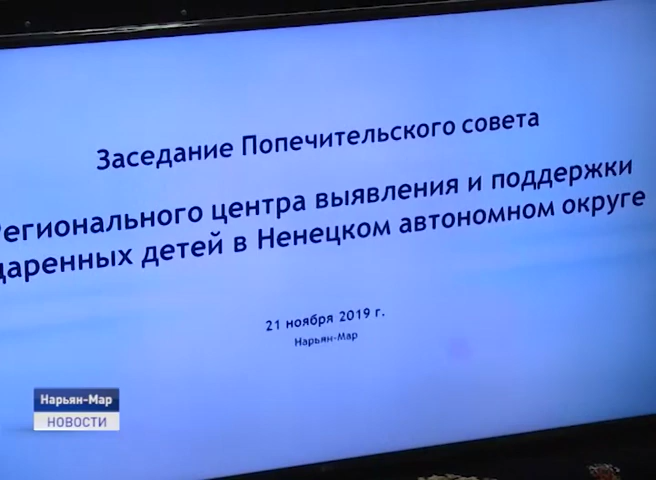 Заседание Попечительского совета
Регионального центра выявления и поддержки
даренных детей в Ненецком автономном округе
21 ноября 2019 г.
Нарьян-Мар
Нарьян-Мар
НОВОСТИ